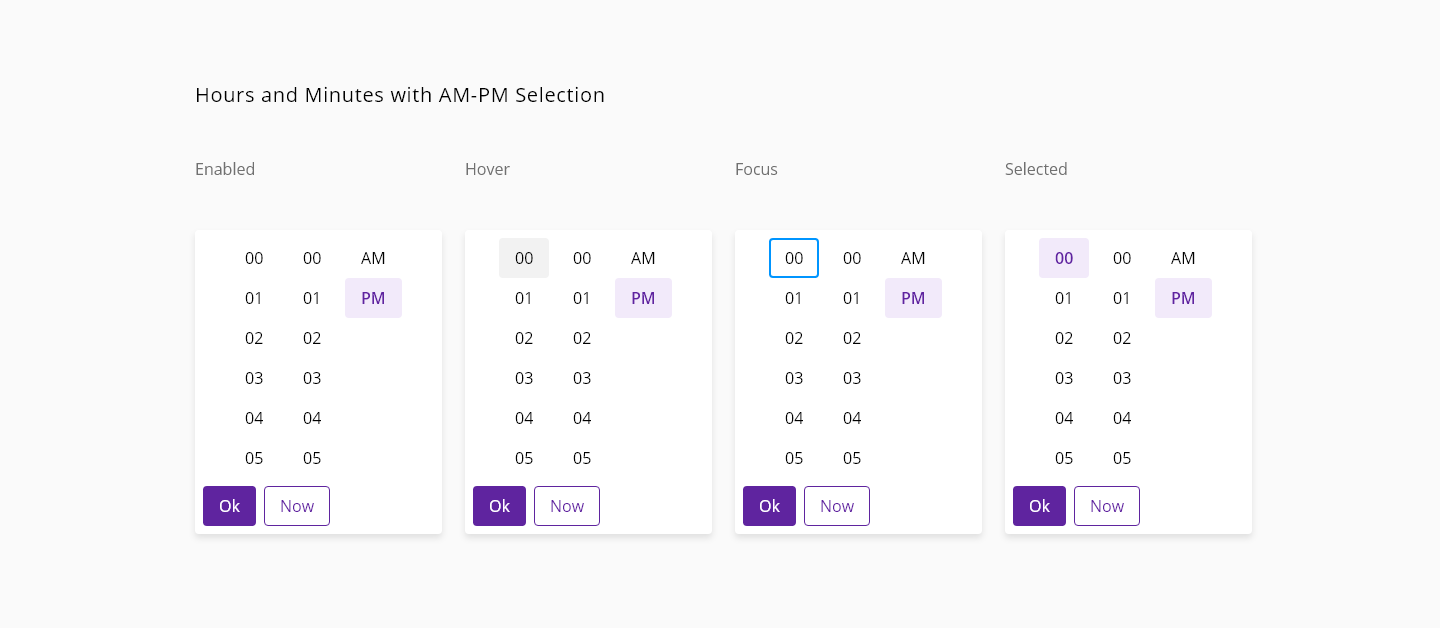 Hours and Minutes with AM-PM Selection
Enabled Hover Focus Selected
00 00 AM 00 00 AM 00 00 AM 00 00 AM
01 01 PM 01 01 PM 01 01 PM 01 01 PM
02 02 02 02 02 02 02 02
03 03 03 03 03 03 03 03
04 04 04 04 04 04 04 04
05 05 05 05 05 05 05 05
Ok Now Ok Now Ok Now Ok Now